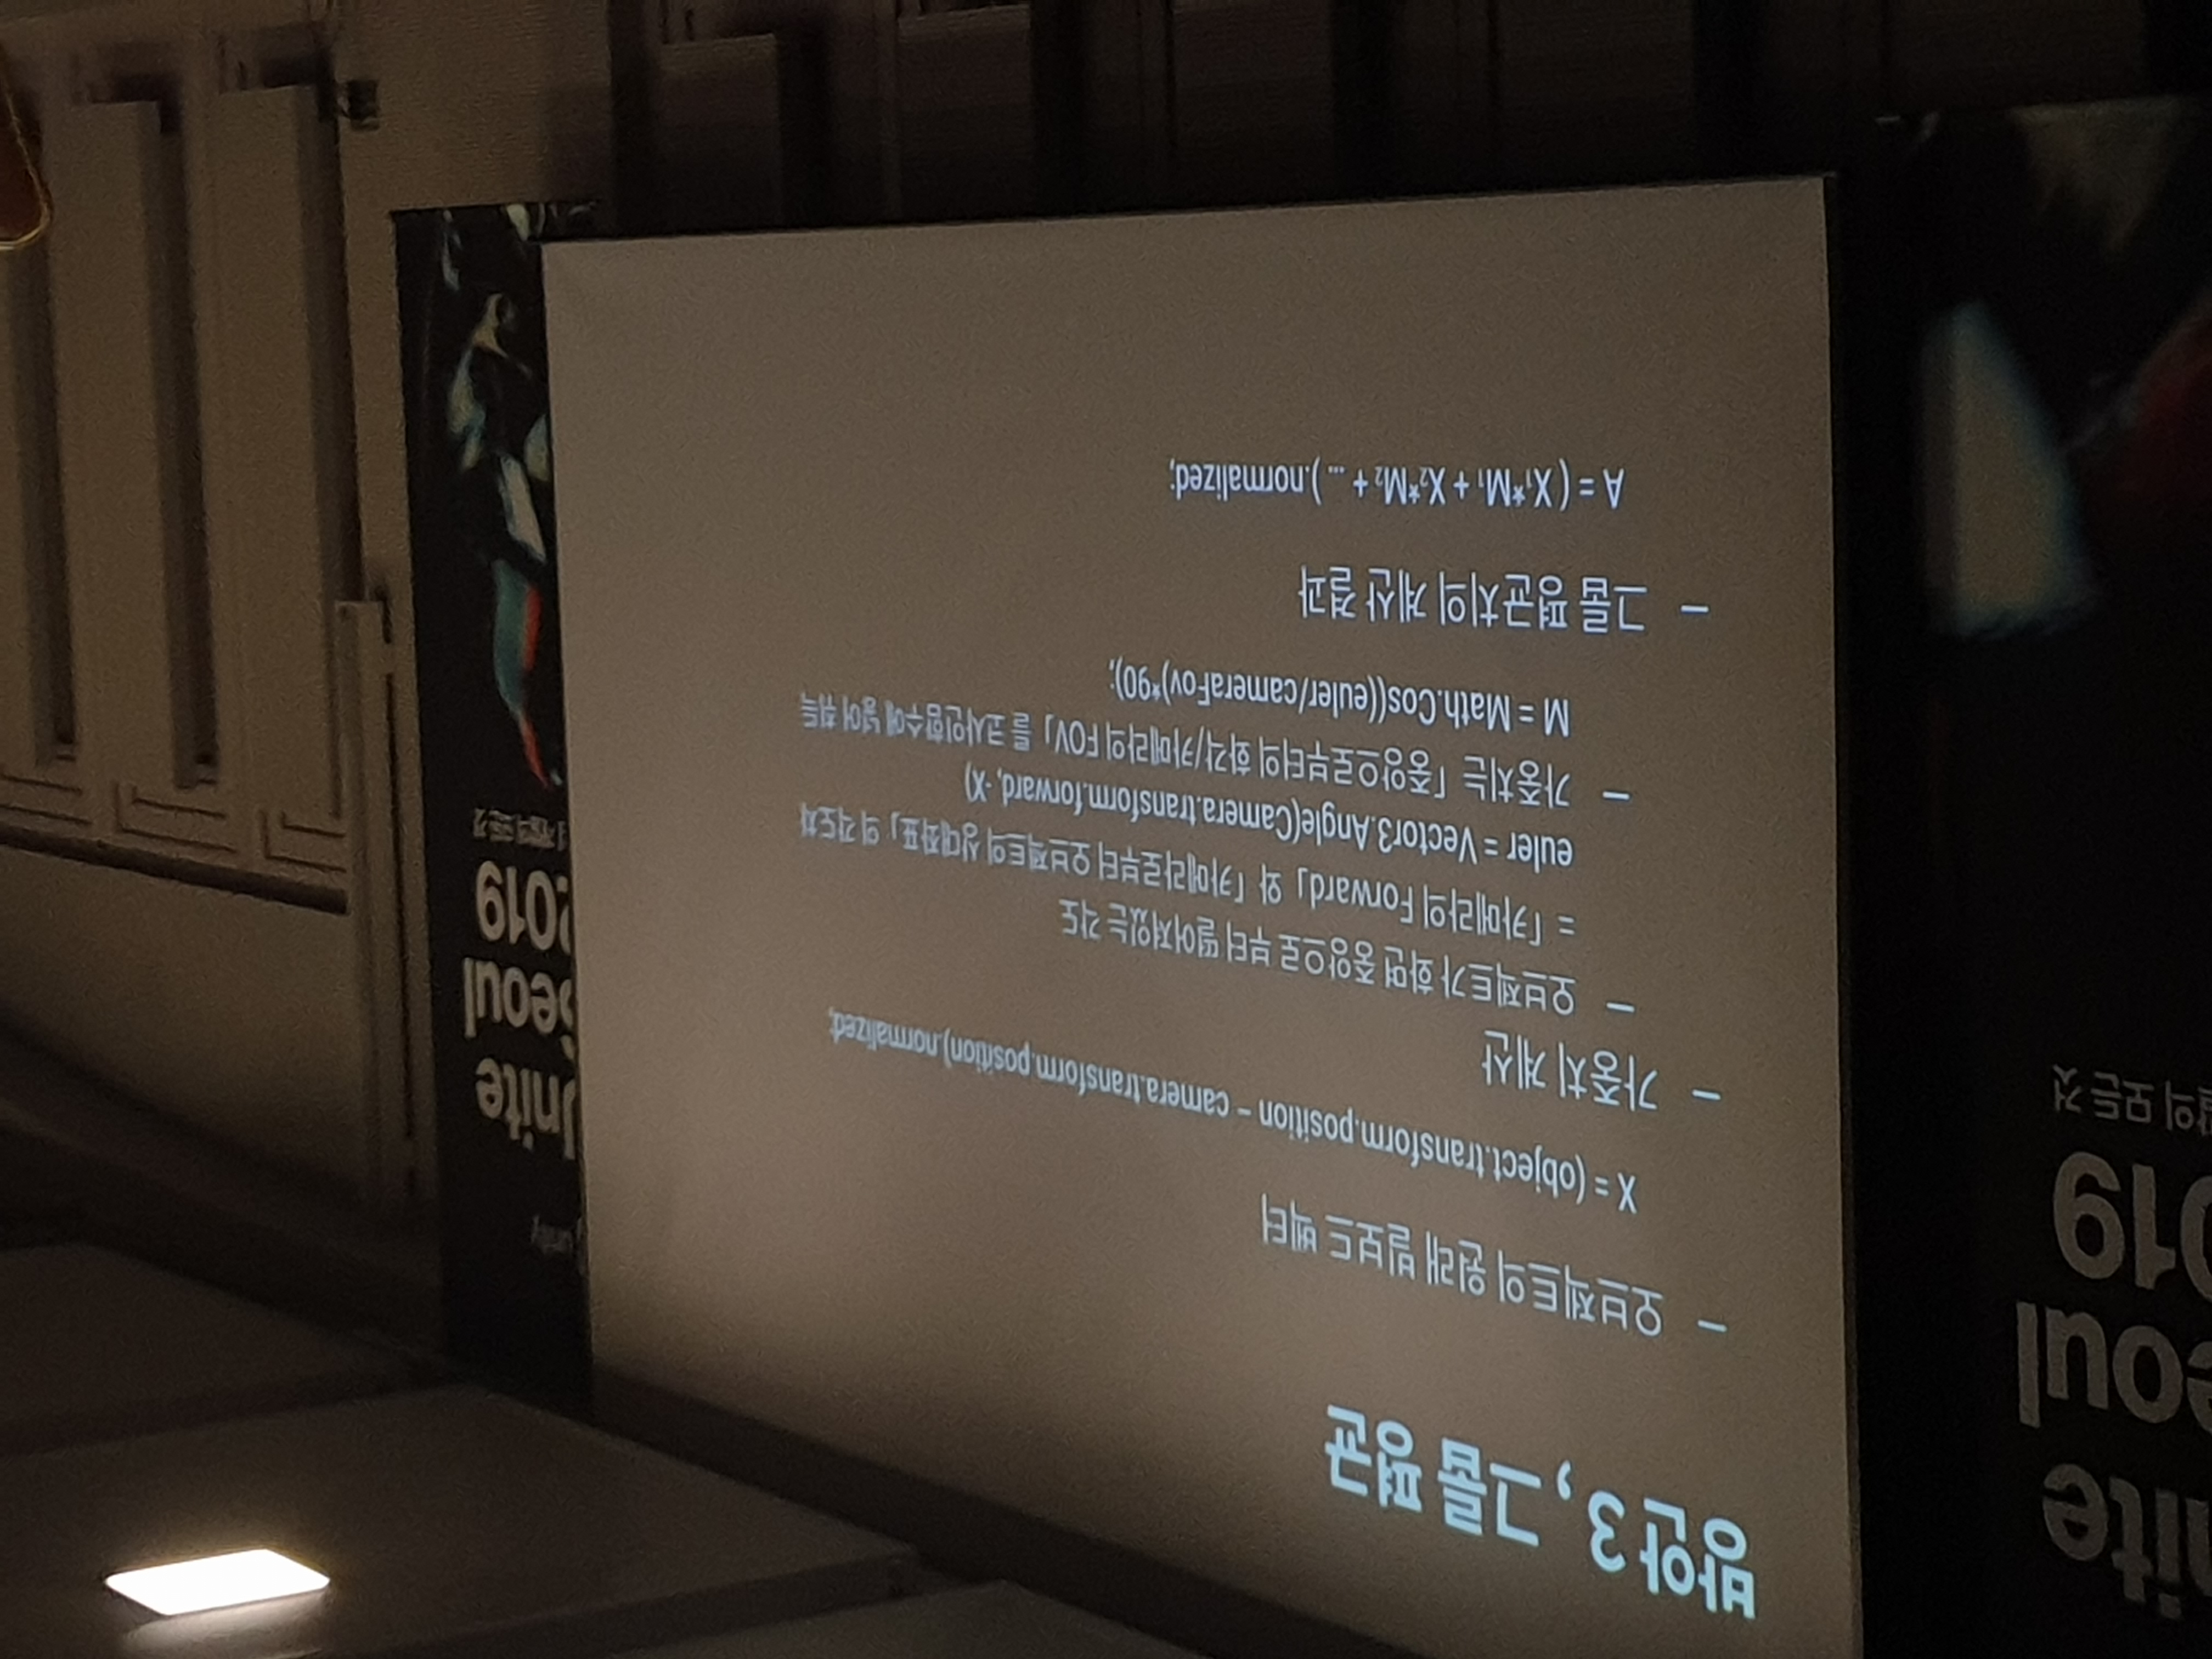 nite
eoul
019
발의 모든 것
방안 3 , 그룹 평균
– 오브젝트의 원래 빌보드 벡터
X = (object.transform.position – camera.transform.position).normalized;
– 가중치 계산
– 오브젝트가 화면 중앙으로 부터 떨어져있는 각도
=「카메라의 Forward」와「카메라로부터 오브젝트의 상대좌표」의 각도차
euler = Vector3.Angle(Camera.transform.forward, -X)
– 가중치는「중앙으로부터의 화각/카메라의 FOV」를 코사인함수에 넣어 취득
M = Math.Cos((euler/cameraFov)*90);
– 그룹 평균치의 계산 결과
A = ( X₁*M₁ + X₂*M₂ + ... ).normalized;
unity
Unite
Seoul
2019